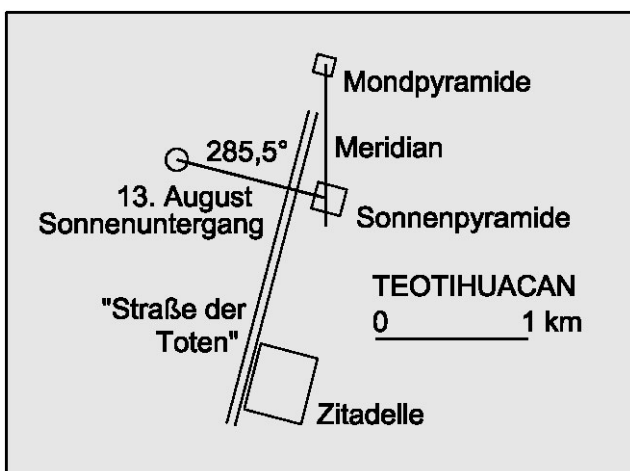 Mondpyramide
285,5°
Meridian
13. August
Sonnenuntergang
Sonnenpyramide
TEOTIHUACAN
0 1 km
"Straße der
Toten"
Zitadelle